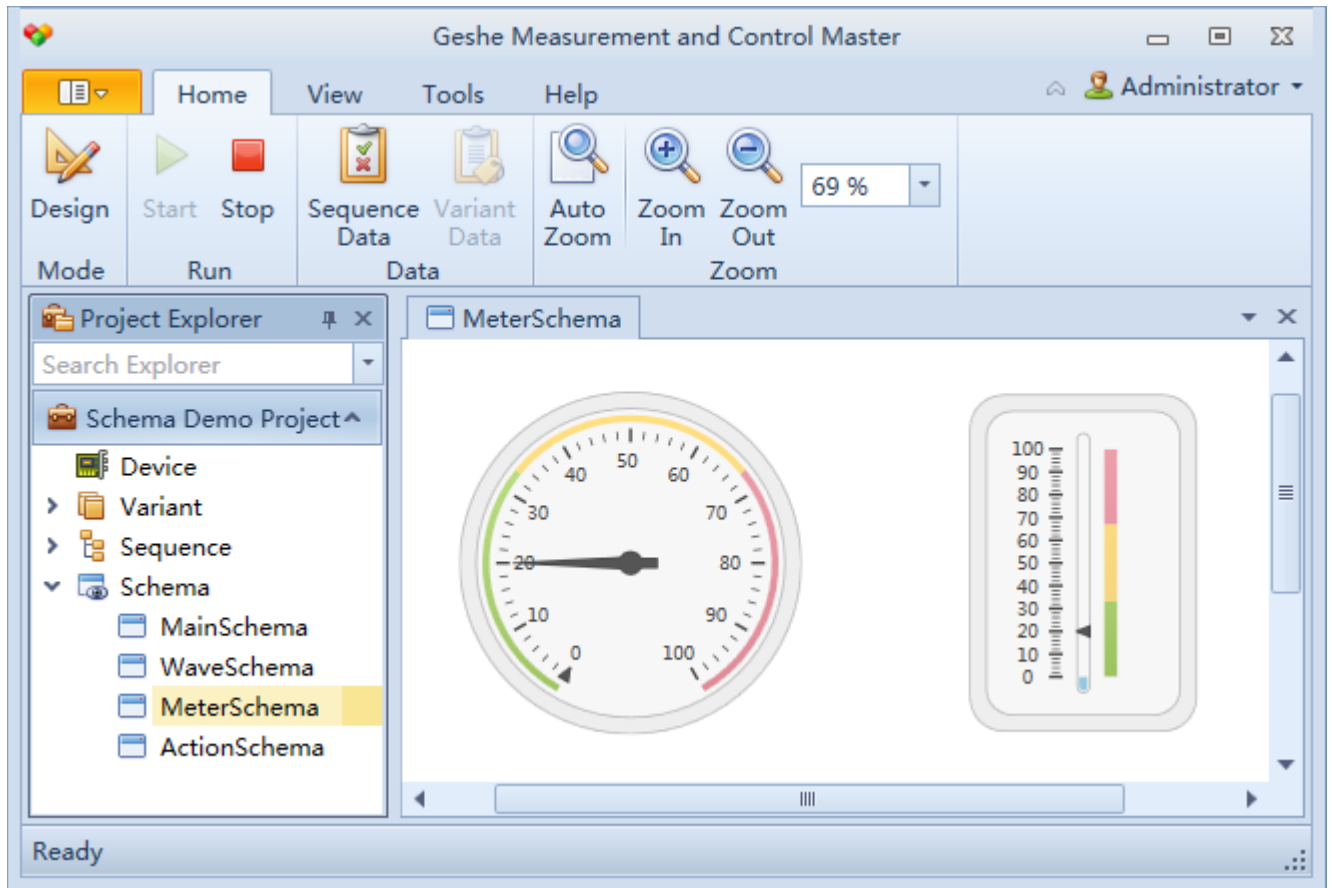 Geshe Measurement and Control Master
Home View Tools Help Administrator
Design Start Stop Sequence Data Variant Data Auto Zoom Zoom In Zoom Out 69 %
Mode Run Data Zoom
Project Explorer
Search Explorer
Schema Demo Project
Device
Variant
Sequence
Schema
MainSchema
WaveSchema
MeterSchema
ActionSchema
MeterSchema
0
10
20
30
40
50
60
70
80
90
100
100
90
80
70
60
50
40
30
20
10
0
Ready